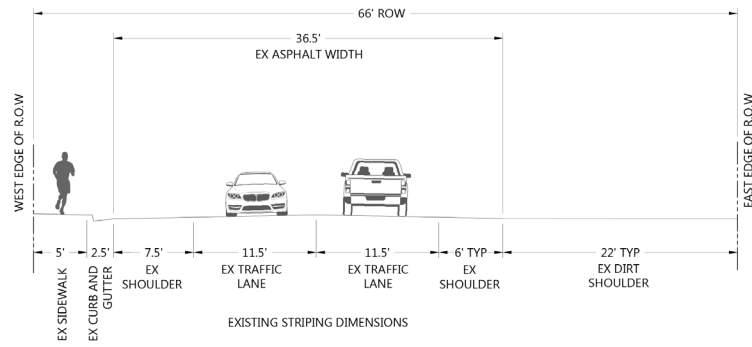 66' ROW
36.5'
EX ASPHALT WIDTH
WEST EDGE OF R.O.W
EAST EDGE OF R.O.W
5'
2.5'
7.5'
11.5'
11.5'
6' TYP
22' TYP
EX SIDEWALK
EX CURB AND
GUTTER
EX
SHOULDER
EX TRAFFIC
LANE
EX TRAFFIC
LANE
EX
SHOULDER
EX DIRT
SHOULDER
EXISTING STRIPING DIMENSIONS